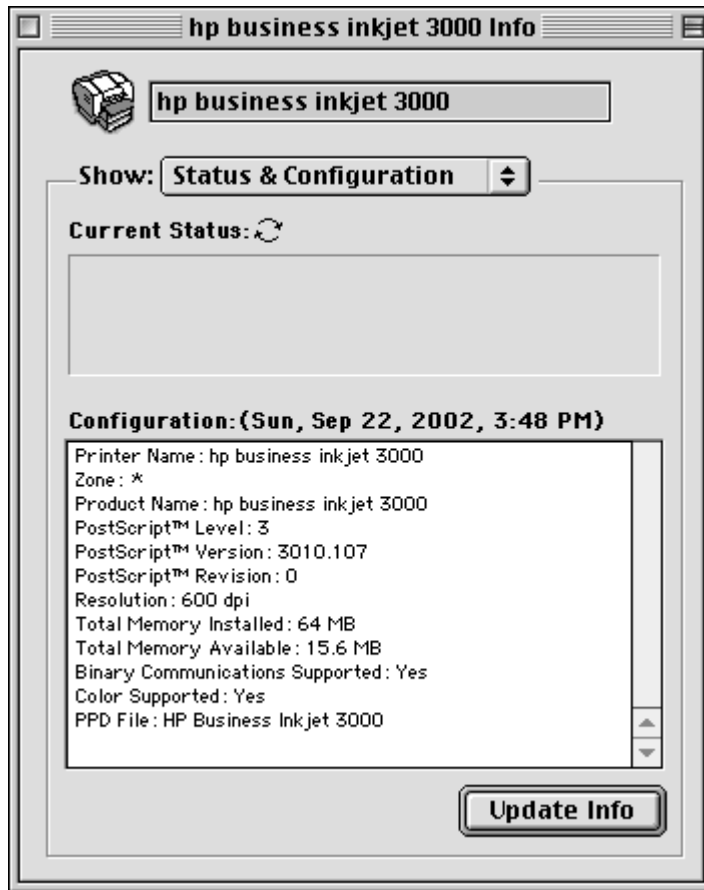 hp business inkjet 3000 Info
hp business inkjet 3000
Show: Status & Configuration
Current Status:
Configuration:(Sun, Sep 22, 2002, 3:48 PM)
Printer Name: hp business inkjet 3000
Zone: *
Product Name: hp business inkjet 3000
PostScript™ Level: 3
PostScript™ Version: 3010.107
PostScript™ Revision: 0
Resolution: 600 dpi
Total Memory Installed: 64 MB
Total Memory Available: 15.6 MB
Binary Communications Supported: Yes
Color Supported: Yes
PPD File: HP Business Inkjet 3000
Update Info